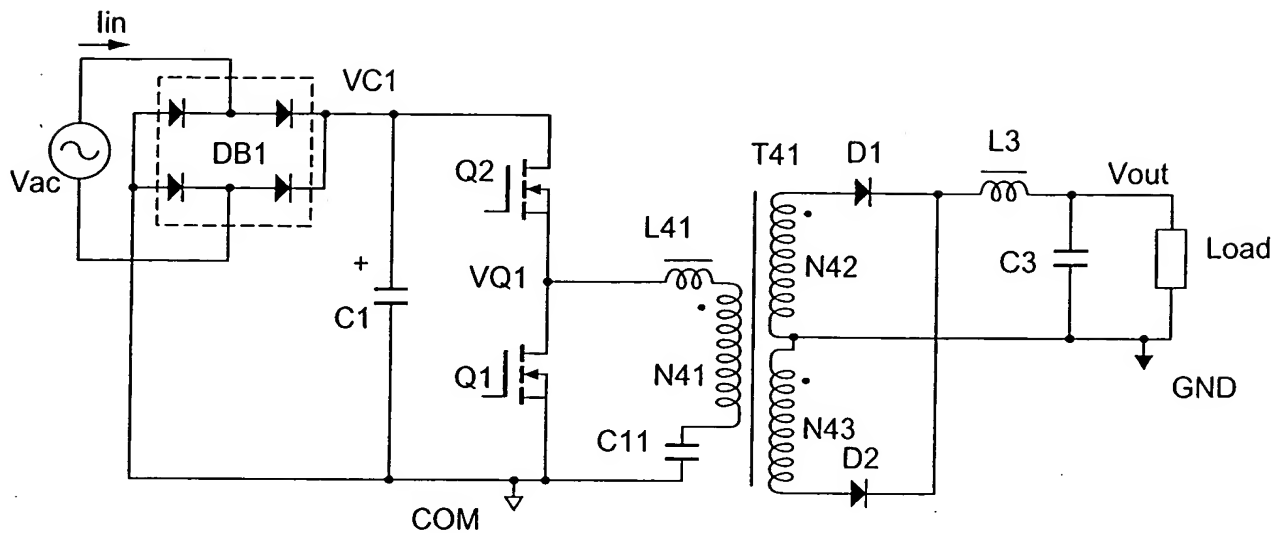 Iin
VC1
DB1
Vac
Q2
T41
D1
L3
Vout
L41
+
C1
VQ1
N42
C3
Load
Q1
N41
GND
C11
N43
D2
COM